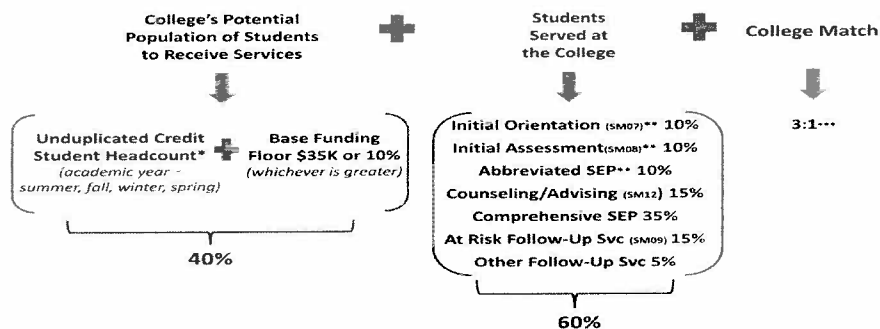 College's Potential
Population of Students
to Receive Services
Students
Served at
the College
College Match
Unduplicated Credit
Student Headcount*
(academic year -
summer, fall, winter, spring)
Base Funding
Floor $35K or 10%
(whichever is greater)
40%
Initial Orientation (SM07)** 10%
Initial Assessment(SM08)** 10%
Abbreviated SEP** 10%
Counseling/Advising (SM12) 15%
Comprehensive SEP 35%
At Risk Follow-Up Svc (SM09) 15%
Other Follow-Up Svc 5%
60%
3:1***